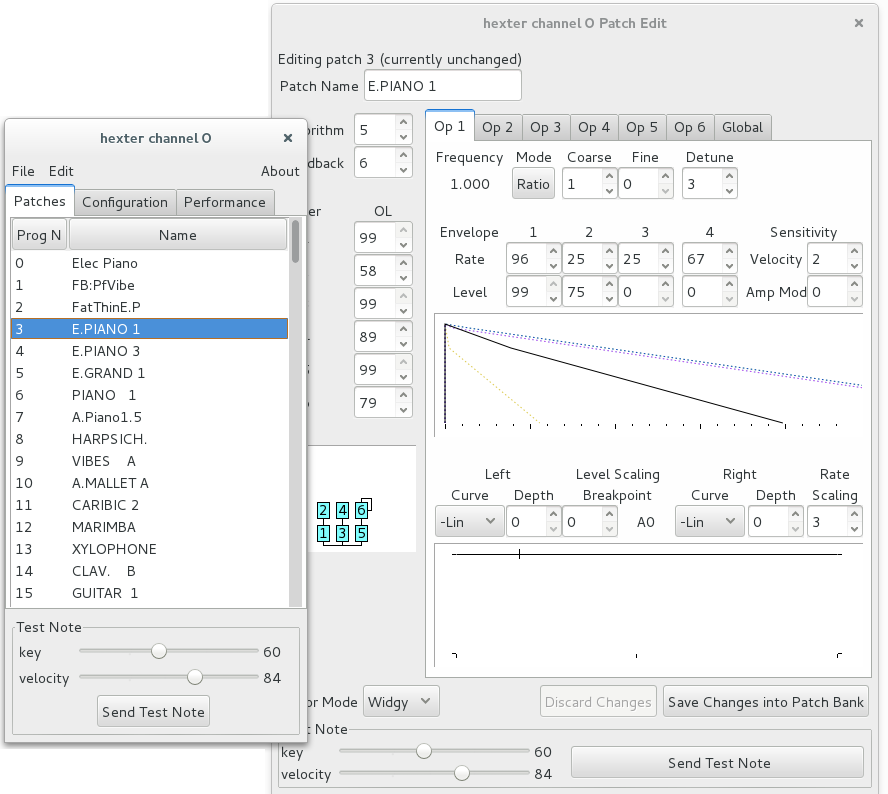 hexter channel 0 Patch Edit
Editing patch 3 (currently unchanged)
Patch Name E.PIANO 1
rithm 5
dback 6
er OL
99
58
99
89
99
79
Op 1 Op 2 Op 3 Op 4 Op 5 Op 6 Global
Frequency Mode Coarse Fine Detune
1.000 Ratio 1 0 3
Envelope 1 2 3 4 Sensitivity
Rate 96 25 25 67 Velocity 2
Level 99 75 0 0 Amp Mod 0
Left Level Scaling Right Rate
Curve Depth Breakpoint Curve Depth Scaling
-Lin 0 0 A0 -Lin 0 3
2 4 6
1 3 5
or Mode Widgy Discard Changes Save Changes into Patch Bank
t Note
key 60
velocity 84
Send Test Note
hexter channel 0
File Edit About
Patches Configuration Performance
Prog N Name
0 Elec Piano
1 FB:PfVibe
2 FatThinE.P
3 E.PIANO 1
4 E.PIANO 3
5 E.GRAND 1
6 PIANO 1
7 A.Piano1.5
8 HARPSICH.
9 VIBES A
10 A.MALLET A
11 CARIBIC 2
12 MARIMBA
13 XYLOPHONE
14 CLAV. B
15 GUITAR 1
Test Note
key 60
velocity 84
Send Test Note